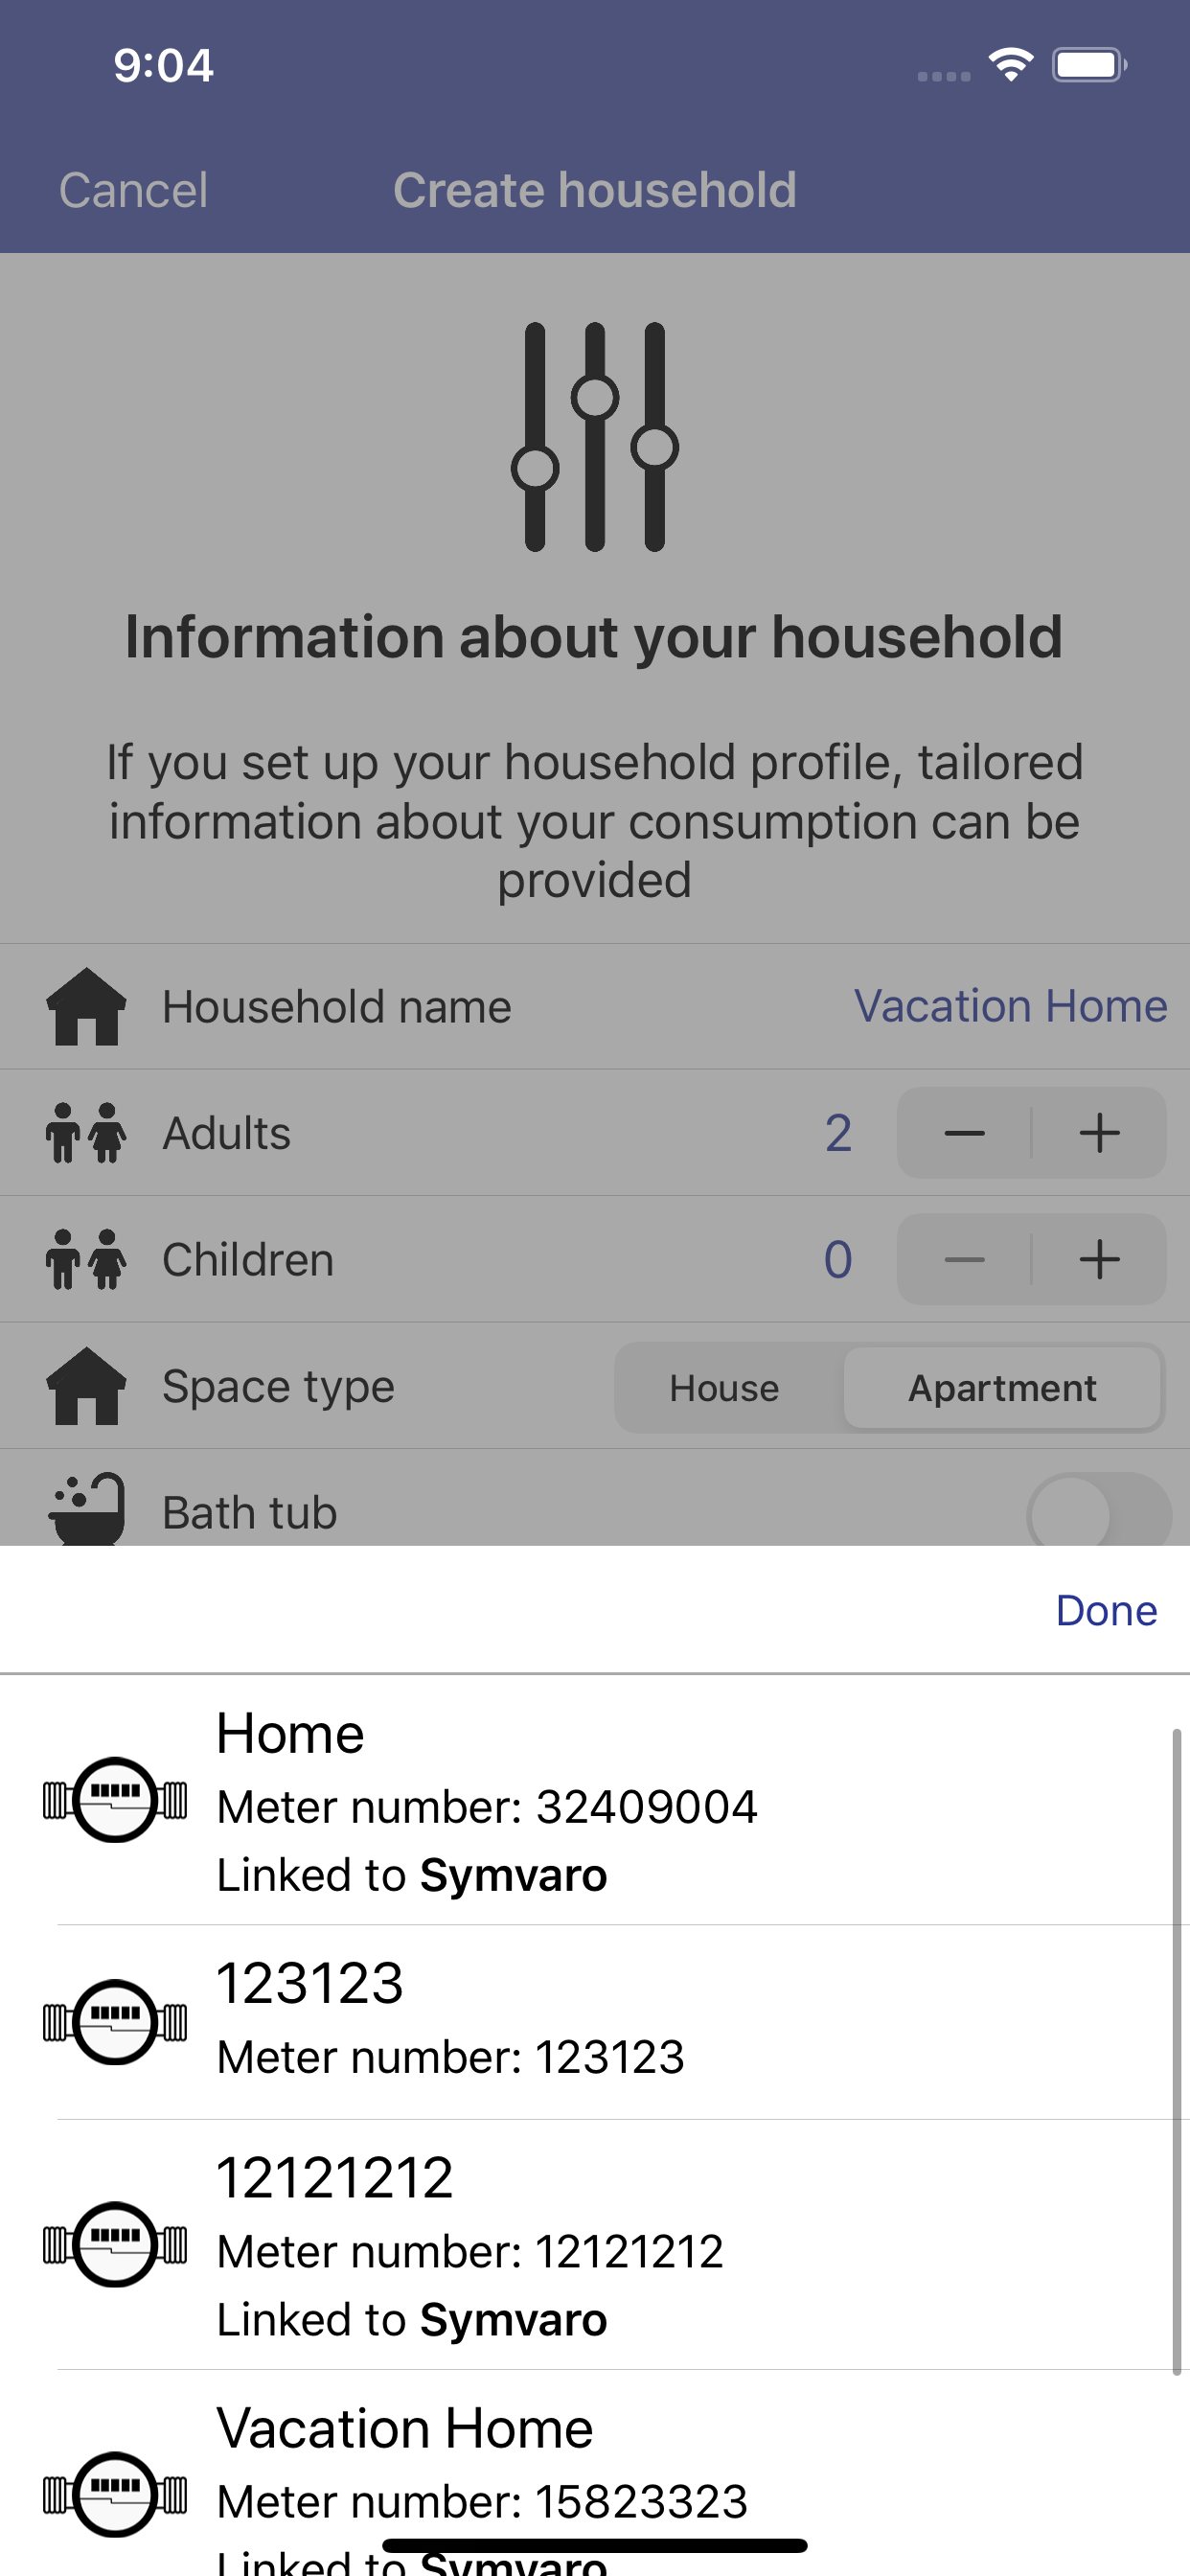 9:04
Cancel
Create household
Information about your household
If you set up your household profile, tailored
information about your consumption can be
provided
Household name
Vacation Home
Adults
2
Children
0
Space type
House
Apartment
Bath tub
Done
Home
Meter number: 32409004
Linked to Symvaro
123123
Meter number: 123123
12121212
Meter number: 12121212
Linked to Symvaro
Vacation Home
Meter number: 15823323
Linked to Symvaro